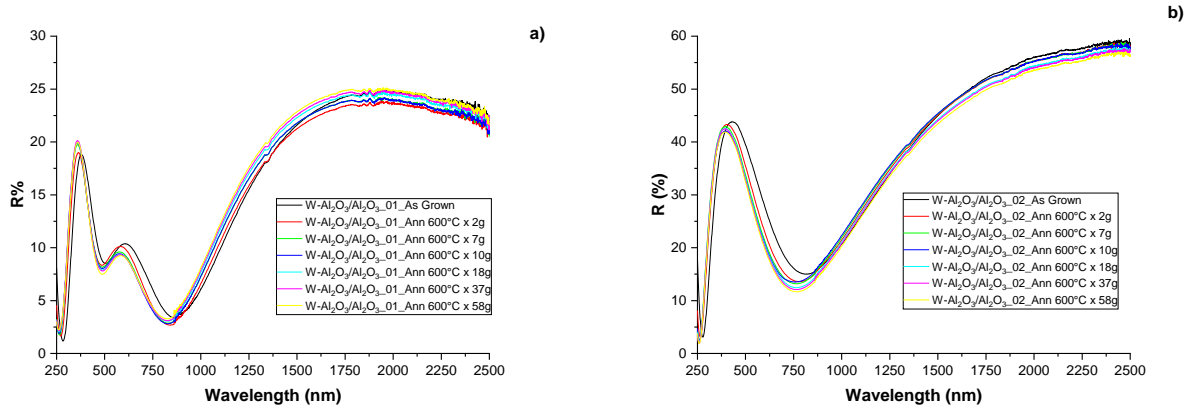 a)
30
25
20
15
10
5
0
R%
W-Al₂O₃/Al₂O₃_01_As Grown
W-Al₂O₃/Al₂O₃_01_Ann 600°C x 2g
W-Al₂O₃/Al₂O₃_01_Ann 600°C x 7g
W-Al₂O₃/Al₂O₃_01_Ann 600°C x 10g
W-Al₂O₃/Al₂O₃_01_Ann 600°C x 18g
W-Al₂O₃/Al₂O₃_01_Ann 600°C x 37g
W-Al₂O₃/Al₂O₃_01_Ann 600°C x 58g
250 500 750 1000 1250 1500 1750 2000 2250 2500
Wavelength (nm)
b)
60
50
40
30
20
10
0
R (%)
W-Al₂O₃/Al₂O₃_02_As Grown
W-Al₂O₃/Al₂O₃_02_Ann 600°C x 2g
W-Al₂O₃/Al₂O₃_02_Ann 600°C x 7g
W-Al₂O₃/Al₂O₃_02_Ann 600°C x 10g
W-Al₂O₃/Al₂O₃_02_Ann 600°C x 18g
W-Al₂O₃/Al₂O₃_02_Ann 600°C x 37g
W-Al₂O₃/Al₂O₃_02_Ann 600°C x 58g
250 500 750 1000 1250 1500 1750 2000 2250 2500
Wavelength (nm)